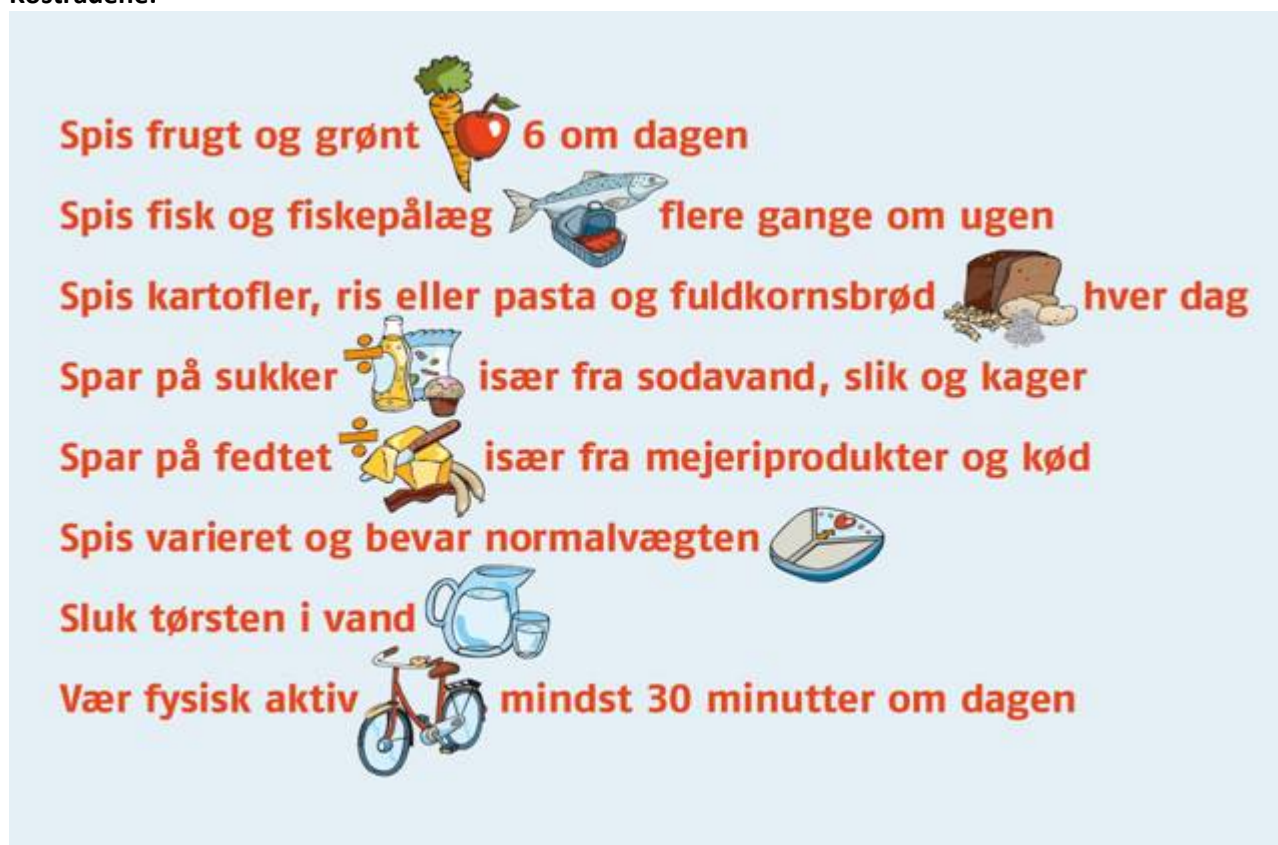 Kostrådene:
Spis frugt og grønt 6 om dagen
Spis fisk og fiskepålæg flere gange om ugen
Spis kartofler, ris eller pasta og fuldkornsbrød hver dag
Spar på sukker især fra sodavand, slik og kager
Spar på fedtet især fra mejeriprodukter og kød
Spis varieret og bevar normalvægten
Sluk tørsten i vand
Vær fysisk aktiv mindst 30 minutter om dagen